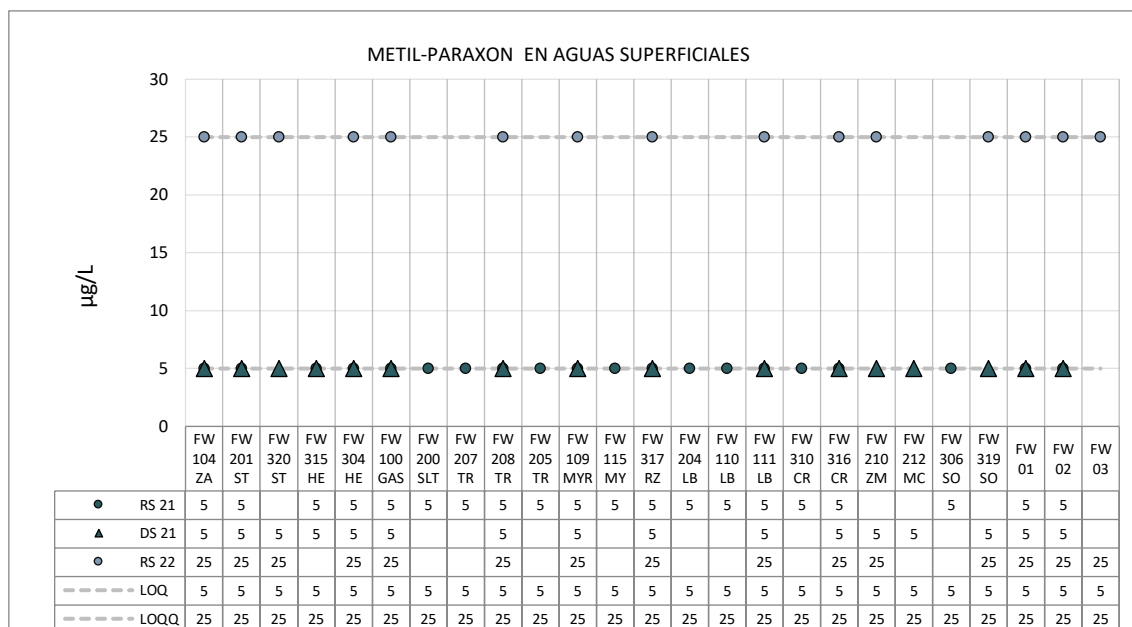 METIL-PARAXON EN AGUAS SUPERFICIALES
30
25
20
15
10
5
0
µg/L
FW FW FW FW FW FW FW FW FW FW FW FW FW FW FW FW FW FW FW FW FW FW FW FW FW
104 201 320 315 304 100 200 207 208 205 109 115 317 204 110 111 310 316 210 212 306 319 01 02 03
ZA ST ST HE HE GAS SLT TR TR TR MYR MY RZ LB LB LB CR CR ZM MC SO SO
RS 21 5 5 5 5 5 5 5 5 5 5 5 5 5 5 5 5 5 5 5 5
DS 21 5 5 5 5 5 5 5 5 5 5 5 5 5 5 5 5
RS 22 25 25 25 25 25 25 25 25 25 25 25 25 25 25 25
LOQ 5 5 5 5 5 5 5 5 5 5 5 5 5 5 5 5 5 5 5 5 5 5 5 5 5
LOQQ 25 25 25 25 25 25 25 25 25 25 25 25 25 25 25 25 25 25 25 25 25 25 25 25 25